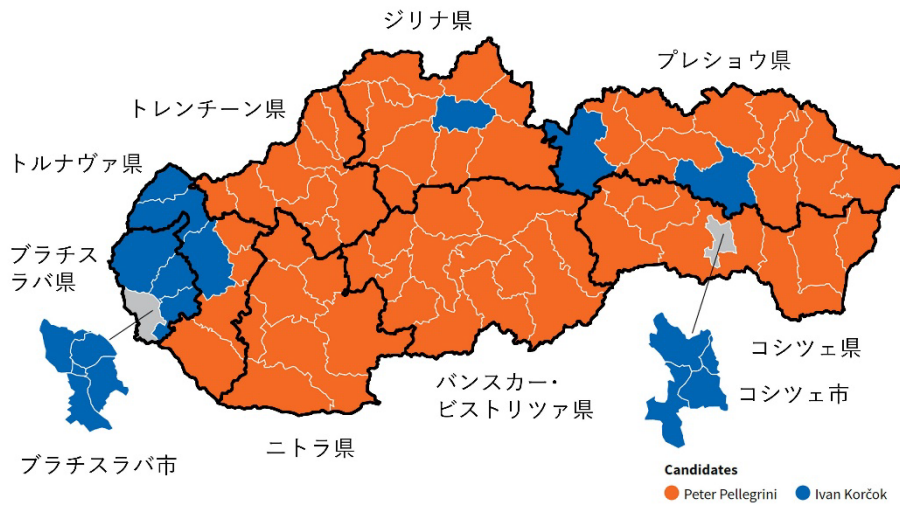 ジリナ県
プレショウ県
トレンチーン県
トルナヴァ県
ブラチス
ラバ県
コシツェ県
バンスカー・
ビストリツァ県
コシツェ市
ニトラ県
ブラチスラバ市
Candidates
Peter Pellegrini
Ivan Korčok